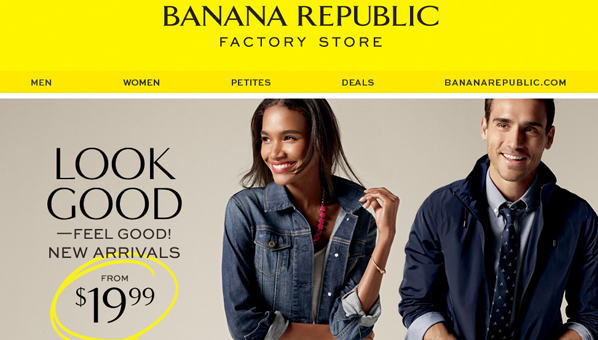 BANANA REPUBLIC
FACTORY STORE
MEN WOMEN PETITES DEALS BANANAREPUBLIC.COM
LOOK
GOOD
—FEEL GOOD!
NEW ARRIVALS
FROM
$19.99